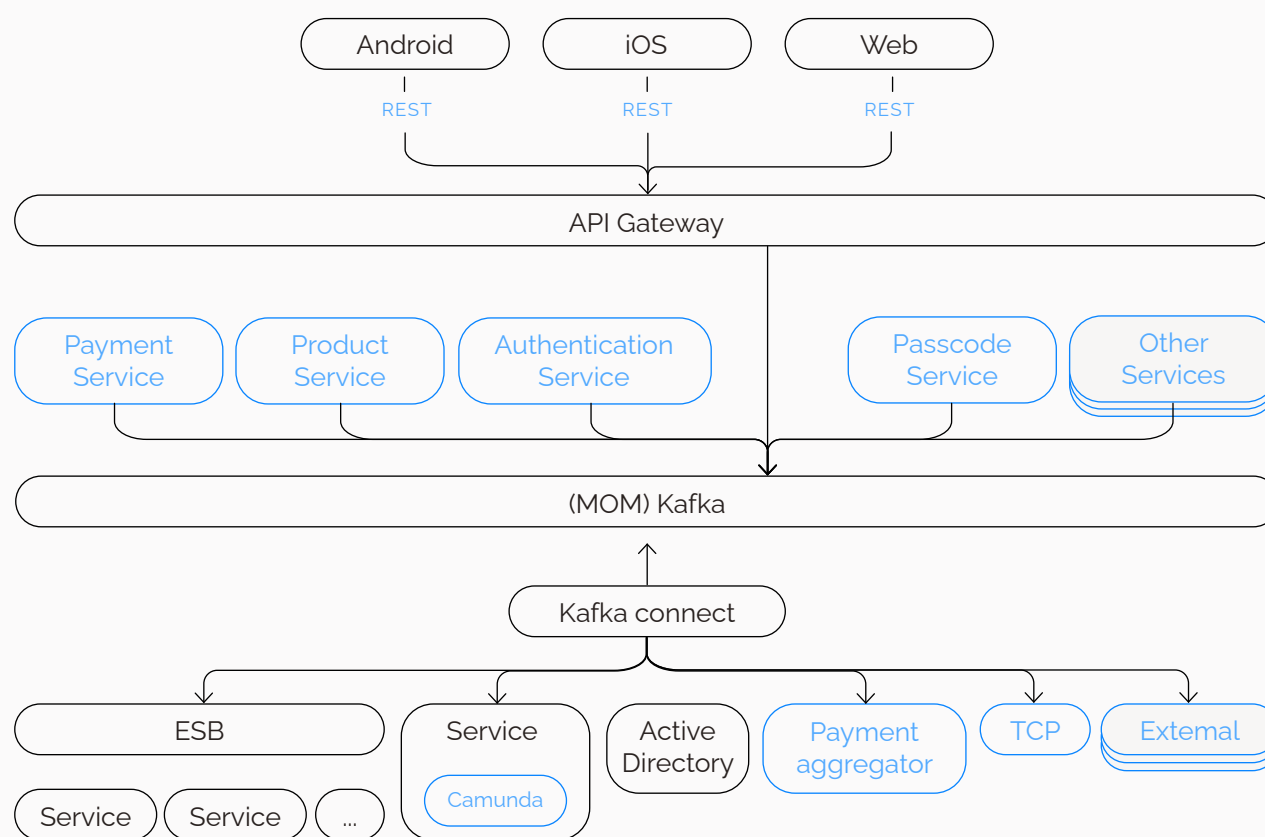 Android
iOS
Web
REST
REST
REST
API Gateway
Payment
Service
Product
Service
Authentication
Service
Passcode
Service
Other
Services
(MOM) Kafka
Kafka connect
ESB
Service
Active
Directory
Payment
aggregator
TCP
Extemal
Camunda
Service
Service
...